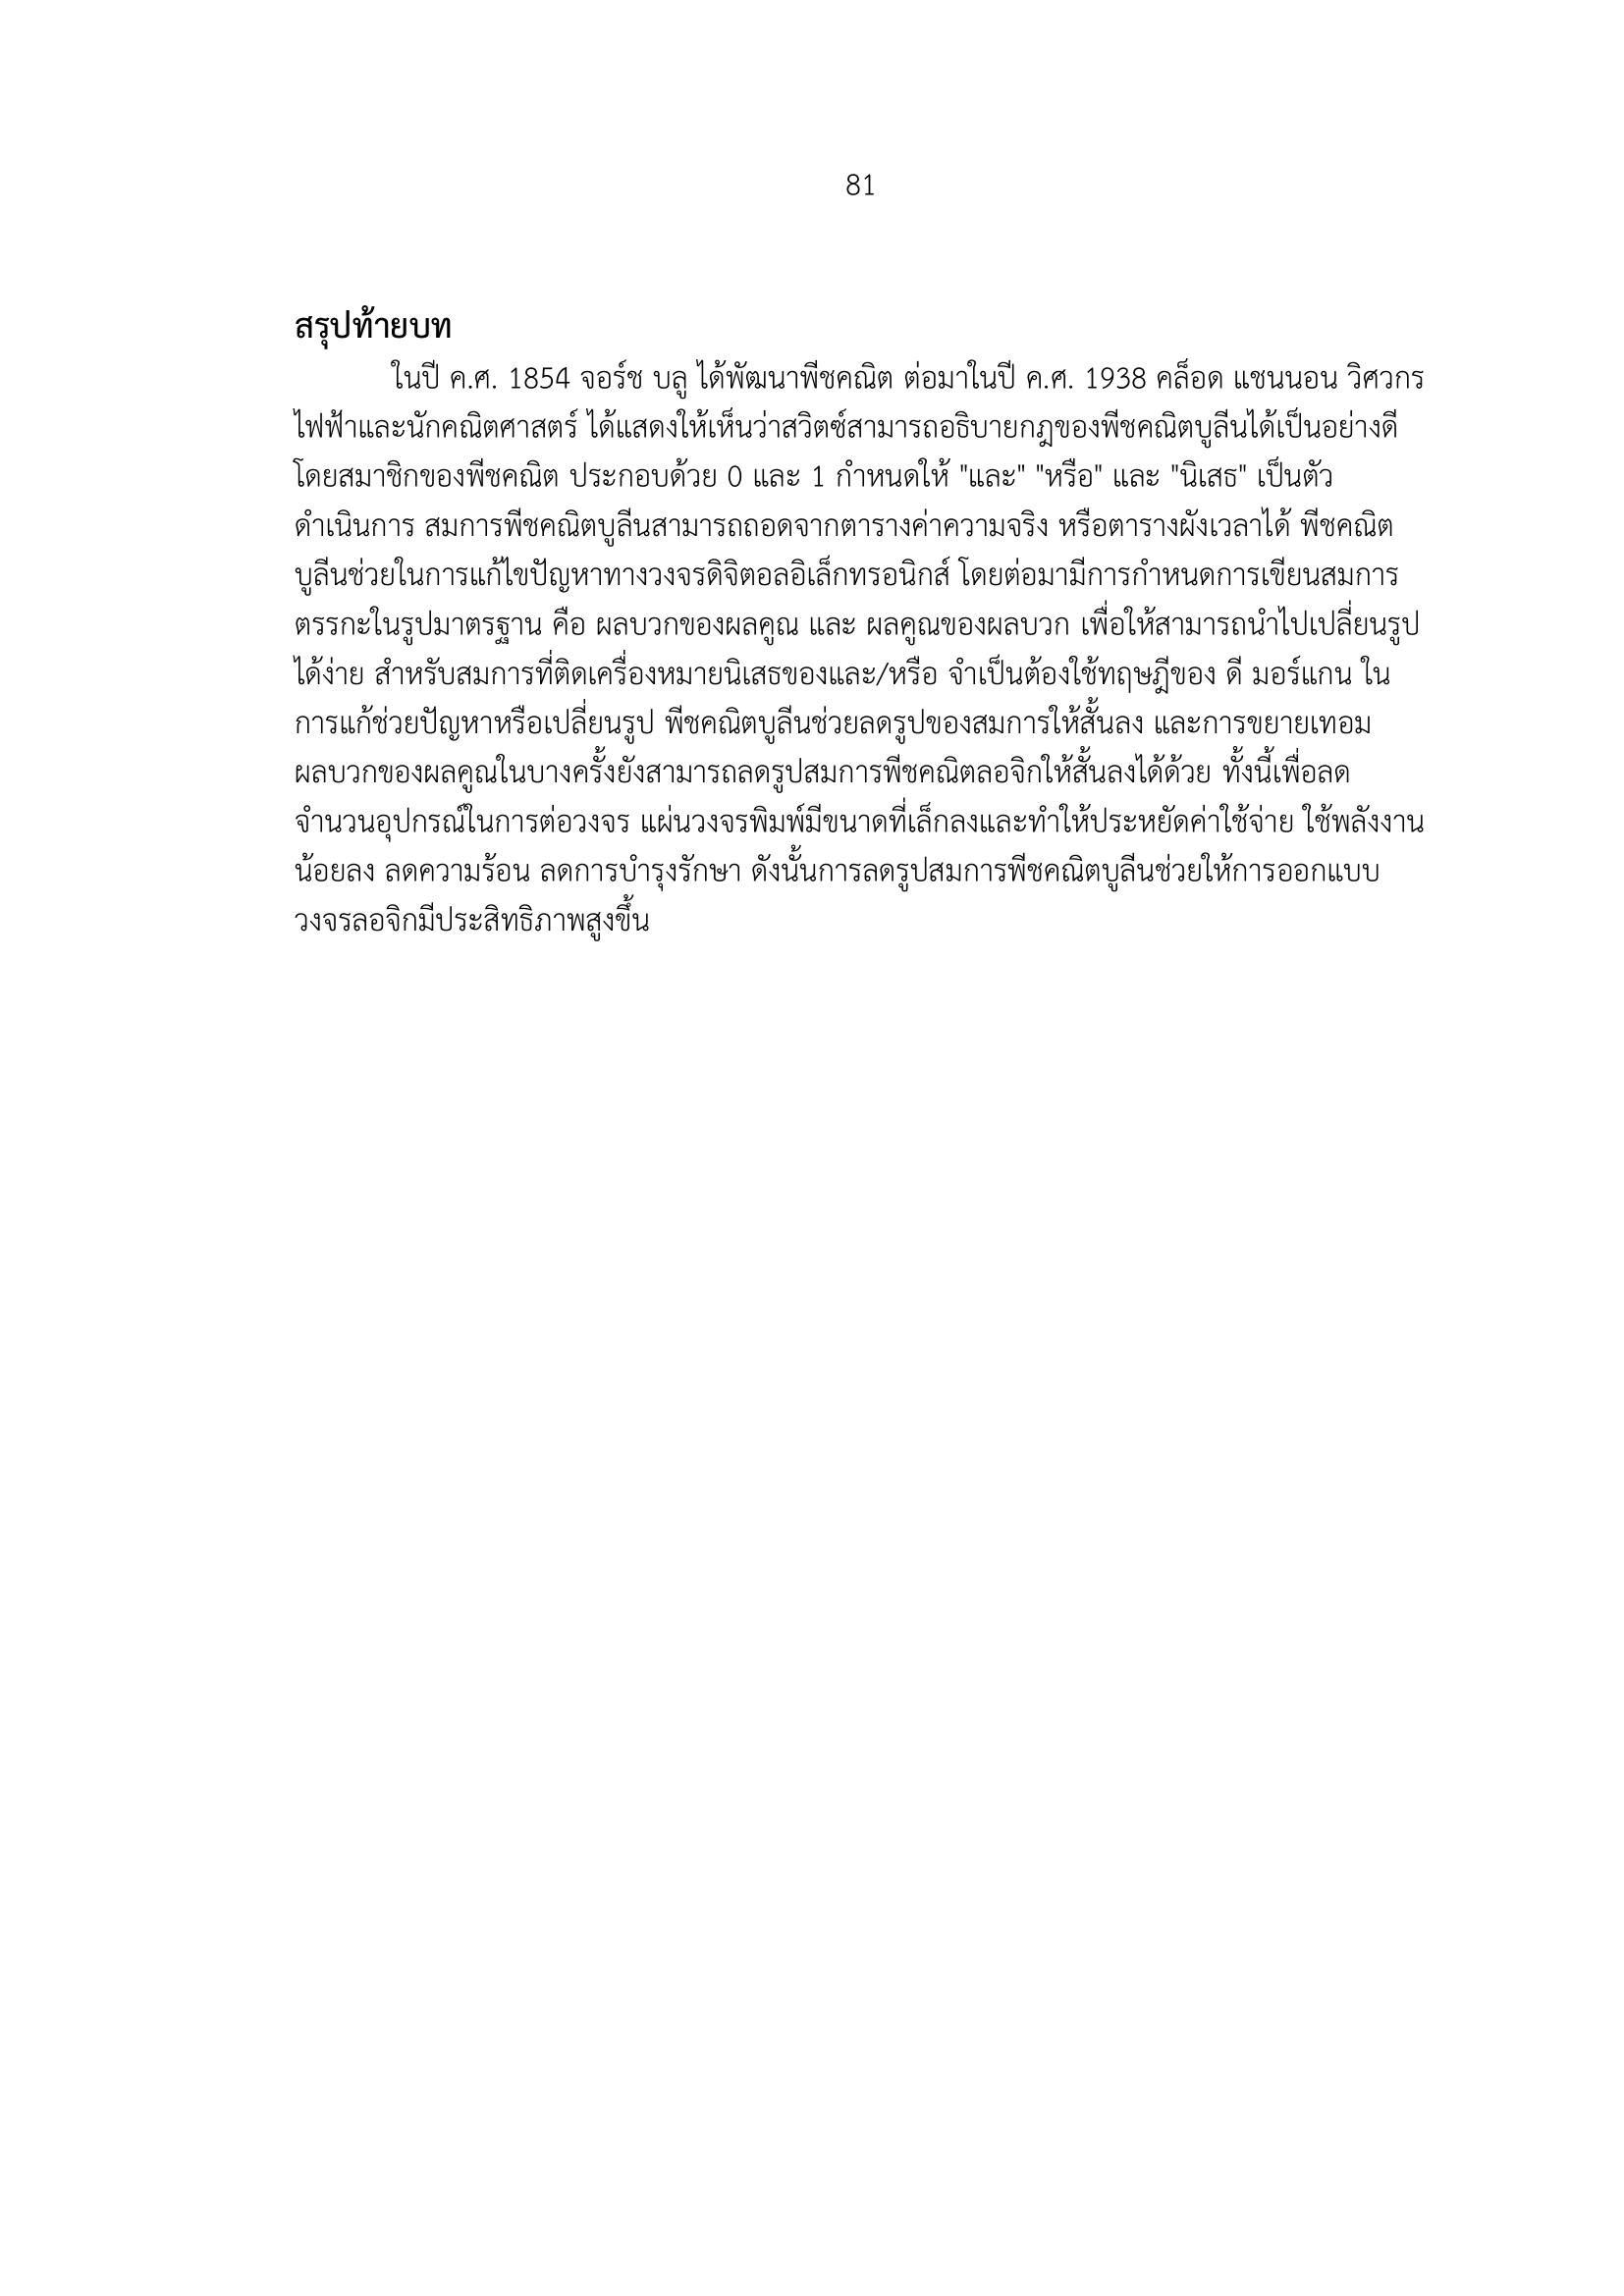 81
สรุปท้ายบท
ในปี ค.ศ. 1854 จอร์ช บลู ได้พัฒนาพีชคณิต ต่อมาในปี ค.ศ. 1938 คล็อด แชนนอน วิศวกร
ไฟฟ้าและนักคณิตศาสตร์ ได้แสดงให้เห็นว่าสวิตซ์สามารถอธิบายกฎของพีชคณิตบูลีนได้เป็นอย่างดี
โดยสมาชิกของพีชคณิต ประกอบด้วย 0 และ 1 กำหนดให้ "และ" "หรือ" และ "นิเสธ" เป็นตัว
ดำเนินการ สมการพีชคณิตบูลีนสามารถถอดจากตารางค่าความจริง หรือตารางผังเวลาได้ พีชคณิต
บูลีนช่วยในการแก้ไขปัญหาทางวงจรดิจิตอลอิเล็กทรอนิกส์ โดยต่อมามีการกำหนดการเขียนสมการ
ตรรกะในรูปมาตรฐาน คือ ผลบวกของผลคูณ และ ผลคูณของผลบวก เพื่อให้สามารถนำไปเปลี่ยนรูป
ได้ง่าย สำหรับสมการที่ติดเครื่องหมายนิเสธของและ/หรือ จำเป็นต้องใช้ทฤษฎีของ ดี มอร์แกน ใน
การแก้ช่วยปัญหาหรือเปลี่ยนรูป พีชคณิตบูลีนช่วยลดรูปของสมการให้สั้นลง และการขยายเทอม
ผลบวกของผลคูณในบางครั้งยังสามารถลดรูปสมการพีชคณิตลอจิกให้สั้นลงได้ด้วย ทั้งนี้เพื่อลด
จำนวนอุปกรณ์ในการต่อวงจร แผ่นวงจรพิมพ์มีขนาดที่เล็กลงและทำให้ประหยัดค่าใช้จ่าย ใช้พลังงาน
น้อยลง ลดความร้อน ลดการบำรุงรักษา ดังนั้นการลดรูปสมการพีชคณิตบูลีนช่วยให้การออกแบบ
วงจรลอจิกมีประสิทธิภาพสูงขึ้น